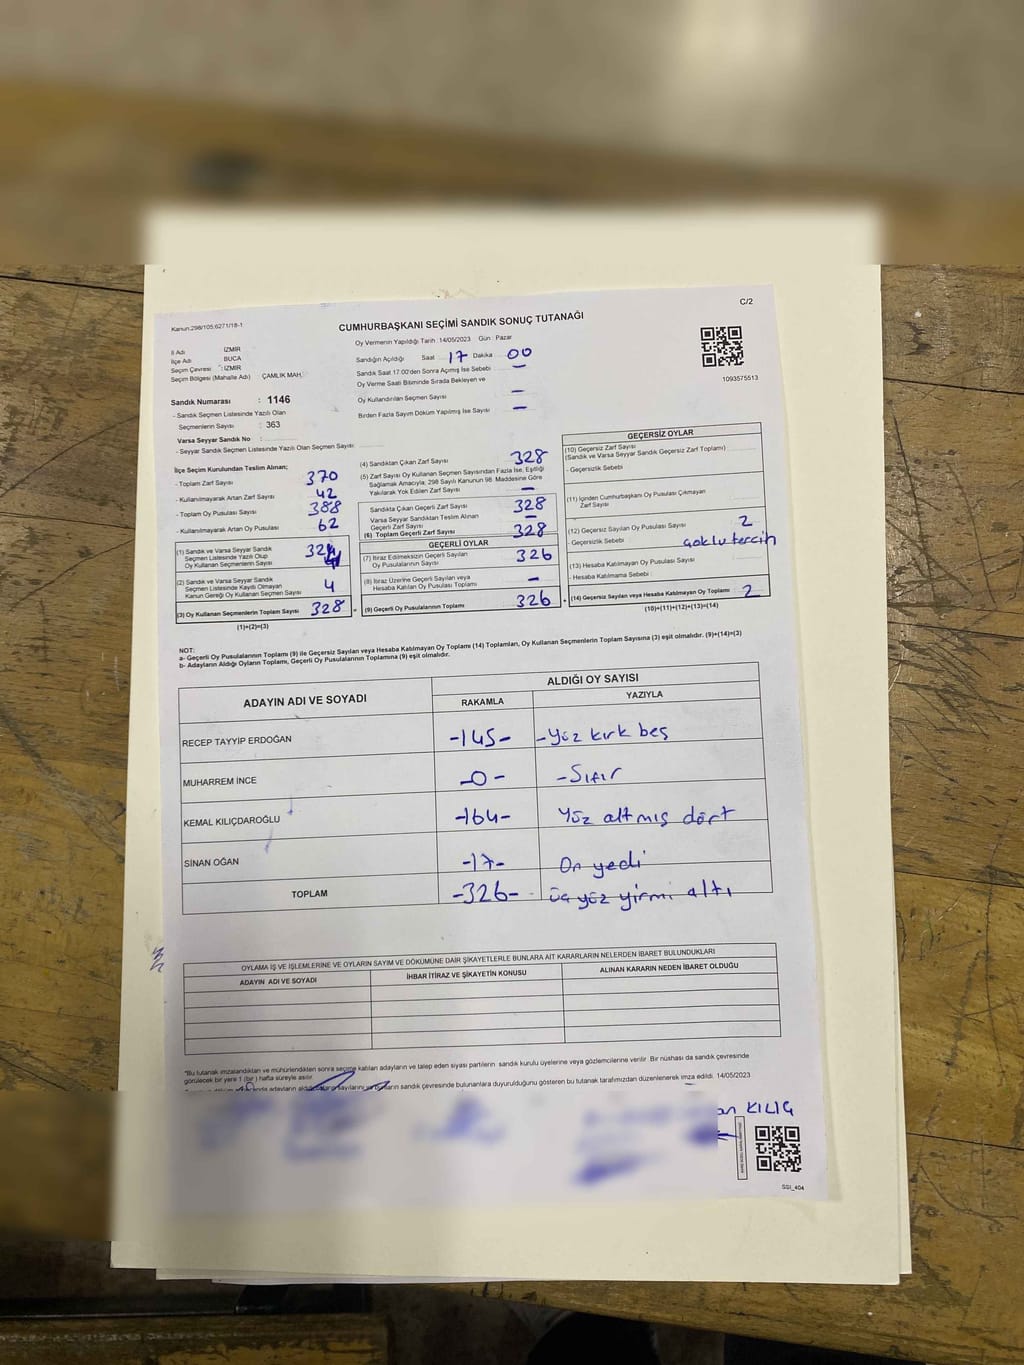 C/2
Kanun:298/105;6271/18-1
CUMHURBAŞKANI SEÇİMİ SANDIK SONUÇ TUTANAĞI
Oy Vermenin Yapıldığı Tarih :14/05/2023 Gün : Pazar
İl Adı : İZMİR
İlçe Adı : BUCA
Seçim Çevresi : İZMİR
Seçim Bölgesi (Mahalle Adı) ÇAMLIK MAH.
Sandık Numarası : 1146
- Sandık Seçmen Listesinde Yazılı Olan
Seçmenlerin Sayısı : 363
Varsa Seyyar Sandık No :
- Seyyar Sandık Seçmen Listesinde Yazılı Olan Seçmen Sayısı
Sandığın Açıldığı Saat 17 Dakika 00
Sandık Saat 17:00'den Sonra Açılmış İse Sebebi —
Oy Verme Saati Bitiminde Sırada Bekleyen ve
Oy Kullandırılan Seçmen Sayısı —
Birden Fazla Sayım Döküm Yapılmış İse Sayısı —
1093575513
İlçe Seçim Kurulundan Teslim Alınan;
- Toplam Zarf Sayısı 370
- Kullanılmayarak Artan Zarf Sayısı 42
- Toplam Oy Pusulası Sayısı 388
- Kullanılmayarak Artan Oy Pusulası 62
(1) Sandık ve Varsa Seyyar Sandık
Seçmen Listesinde Yazılı Olup
Oy Kullanan Seçmenlerin Sayısı 324
(2) Sandık ve Varsa Seyyar Sandık
Seçmen Listesinde Kayıtlı Olmayan
Kanun Gereği Oy Kullanan Seçmen Sayısı 4
(3) Oy Kullanan Seçmenlerin Toplam Sayısı 328
(1)+(2)=(3)
(4) Sandıktan Çıkan Zarf Sayısı 328
(5) Zarf Sayısı Oy Kullanan Seçmen Sayısından Fazla İse, Eşitliği
Sağlamak Amacıyla, 298 Sayılı Kanunun 98. Maddesine Göre
Yakılarak Yok Edilen Zarf Sayısı —
Sandıkta Çıkan Geçerli Zarf Sayısı 328
Varsa Seyyar Sandıktan Teslim Alınan
Geçerli Zarf Sayısı —
(6) Toplam Geçerli Zarf Sayısı 328
GEÇERLİ OYLAR
(7) İtiraz Edilmeksizin Geçerli Sayılan
Oy Pusulasının Sayısı 326
(8) İtiraz Üzerine Geçerli Sayılan veya
Hesaba Katılan Oy Pusulası Toplamı —
(9) Geçerli Oy Pusulalarının Toplamı 326
GEÇERSİZ OYLAR
(10) Geçersiz Zarf Sayısı
(Sandık ve Varsa Seyyar Sandık Geçersiz Zarf Toplamı)
- Geçersizlik Sebebi
(11) İçinden Cumhurbaşkanı Oy Pusulası Çıkmayan
Zarf Sayısı
(12) Geçersiz Sayılan Oy Pusulası Sayısı 2
- Geçersizlik Sebebi çoklu tercih
(13) Hesaba Katılmayan Oy Pusulası Sayısı
- Hesaba Katılmama Sebebi :
(14) Geçersiz Sayılan veya Hesaba Katılmayan Oy Toplamı 2
(10)+(11)+(12)+(13)=(14)
NOT:
a- Geçerli Oy Pusulalarının Toplamı (9) ile Geçersiz Sayılan veya Hesaba Katılmayan Oy Toplamı (14) Toplamları, Oy Kullanan Seçmenlerin Toplam Sayısına (3) eşit olmalıdır. (9)+(14)=(3)
b- Adayların Aldığı Oyların Toplamı, Geçerli Oy Pusulalarının Toplamına (9) eşit olmalıdır.
ADAYIN ADI VE SOYADI
ALDIĞI OY SAYISI
RAKAMLA YAZIYLA
RECEP TAYYİP ERDOĞAN -145- -Yüz kırk beş
MUHARREM İNCE -0- -Sıfır
KEMAL KILIÇDAROĞLU -164- Yüz altmış dört
SİNAN OĞAN -17- On yedi
TOPLAM -326- üç yüz yirmi altı
OYLAMA İŞ VE İŞLEMLERİNE VE OYLARIN SAYIM VE DÖKÜMÜNE DAİR ŞİKAYETLERLE BUNLARA AİT KARARLARIN NELERDEN İBARET BULUNDUKLARI
ADAYIN ADI VE SOYADI İHBAR İTİRAZ VE ŞİKAYETİN KONUSU ALINAN KARARIN NEDEN İBARET OLDUĞU
*Bu tutanak imzalandıktan ve mühürlendikten sonra seçime katılan adayların ve talep eden siyasi partilerin sandık kurulu üyelerine veya gözlemcilerine verilir. Bir nüshası da sandık çevresinde
görülecek bir yere 1 (bir) hafta süreyle asılır.
adayların sayılarını ve sandık çevresinde bulunanlara duyurulduğunu gösteren bu tutanak tarafımızdan düzenlenerek imza edildi. 14/05/2023
KILIÇ
SSI_404